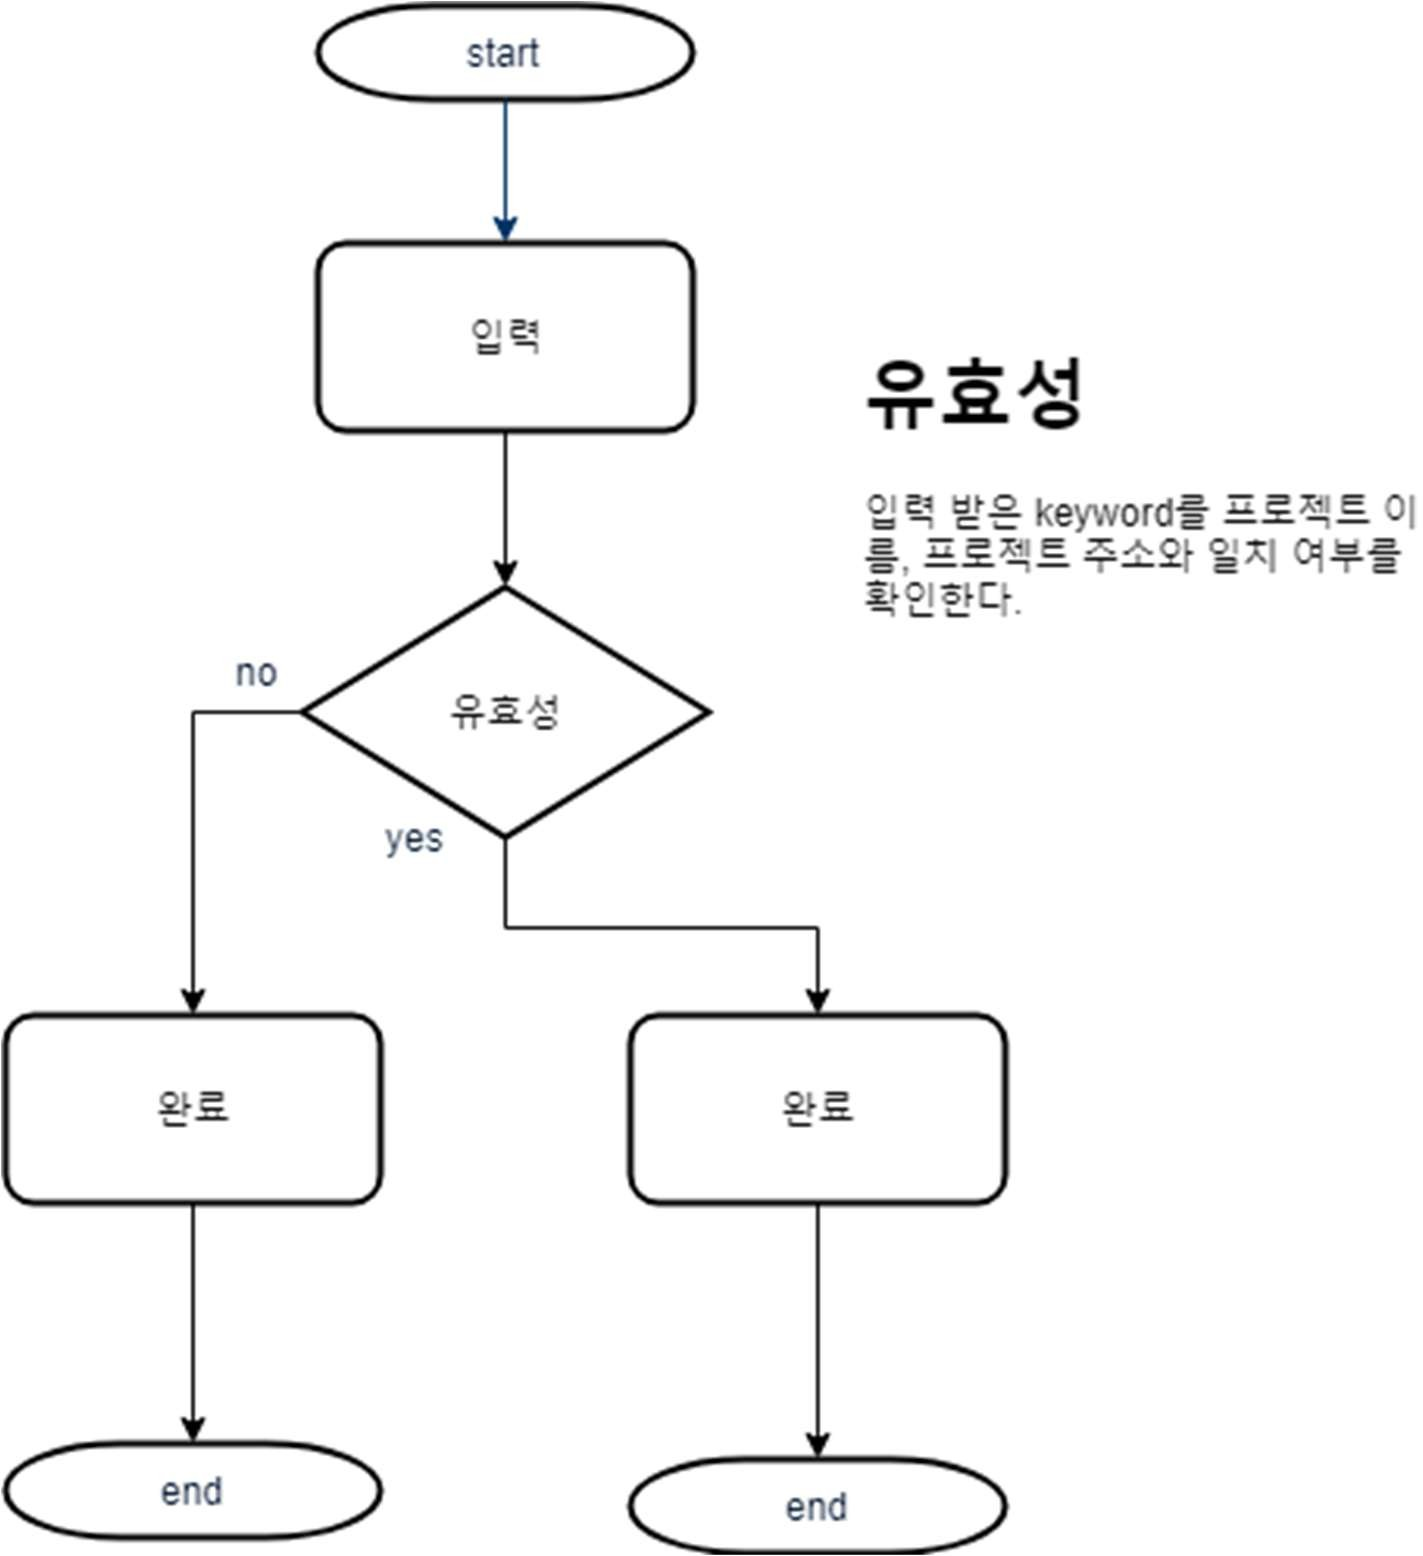 start
입력
유효성
입력 받은 keyword를 프로젝트 이
름, 프로젝트 주소와 일치 여부를
확인한다.
no
유효성
yes
완료
완료
end
end